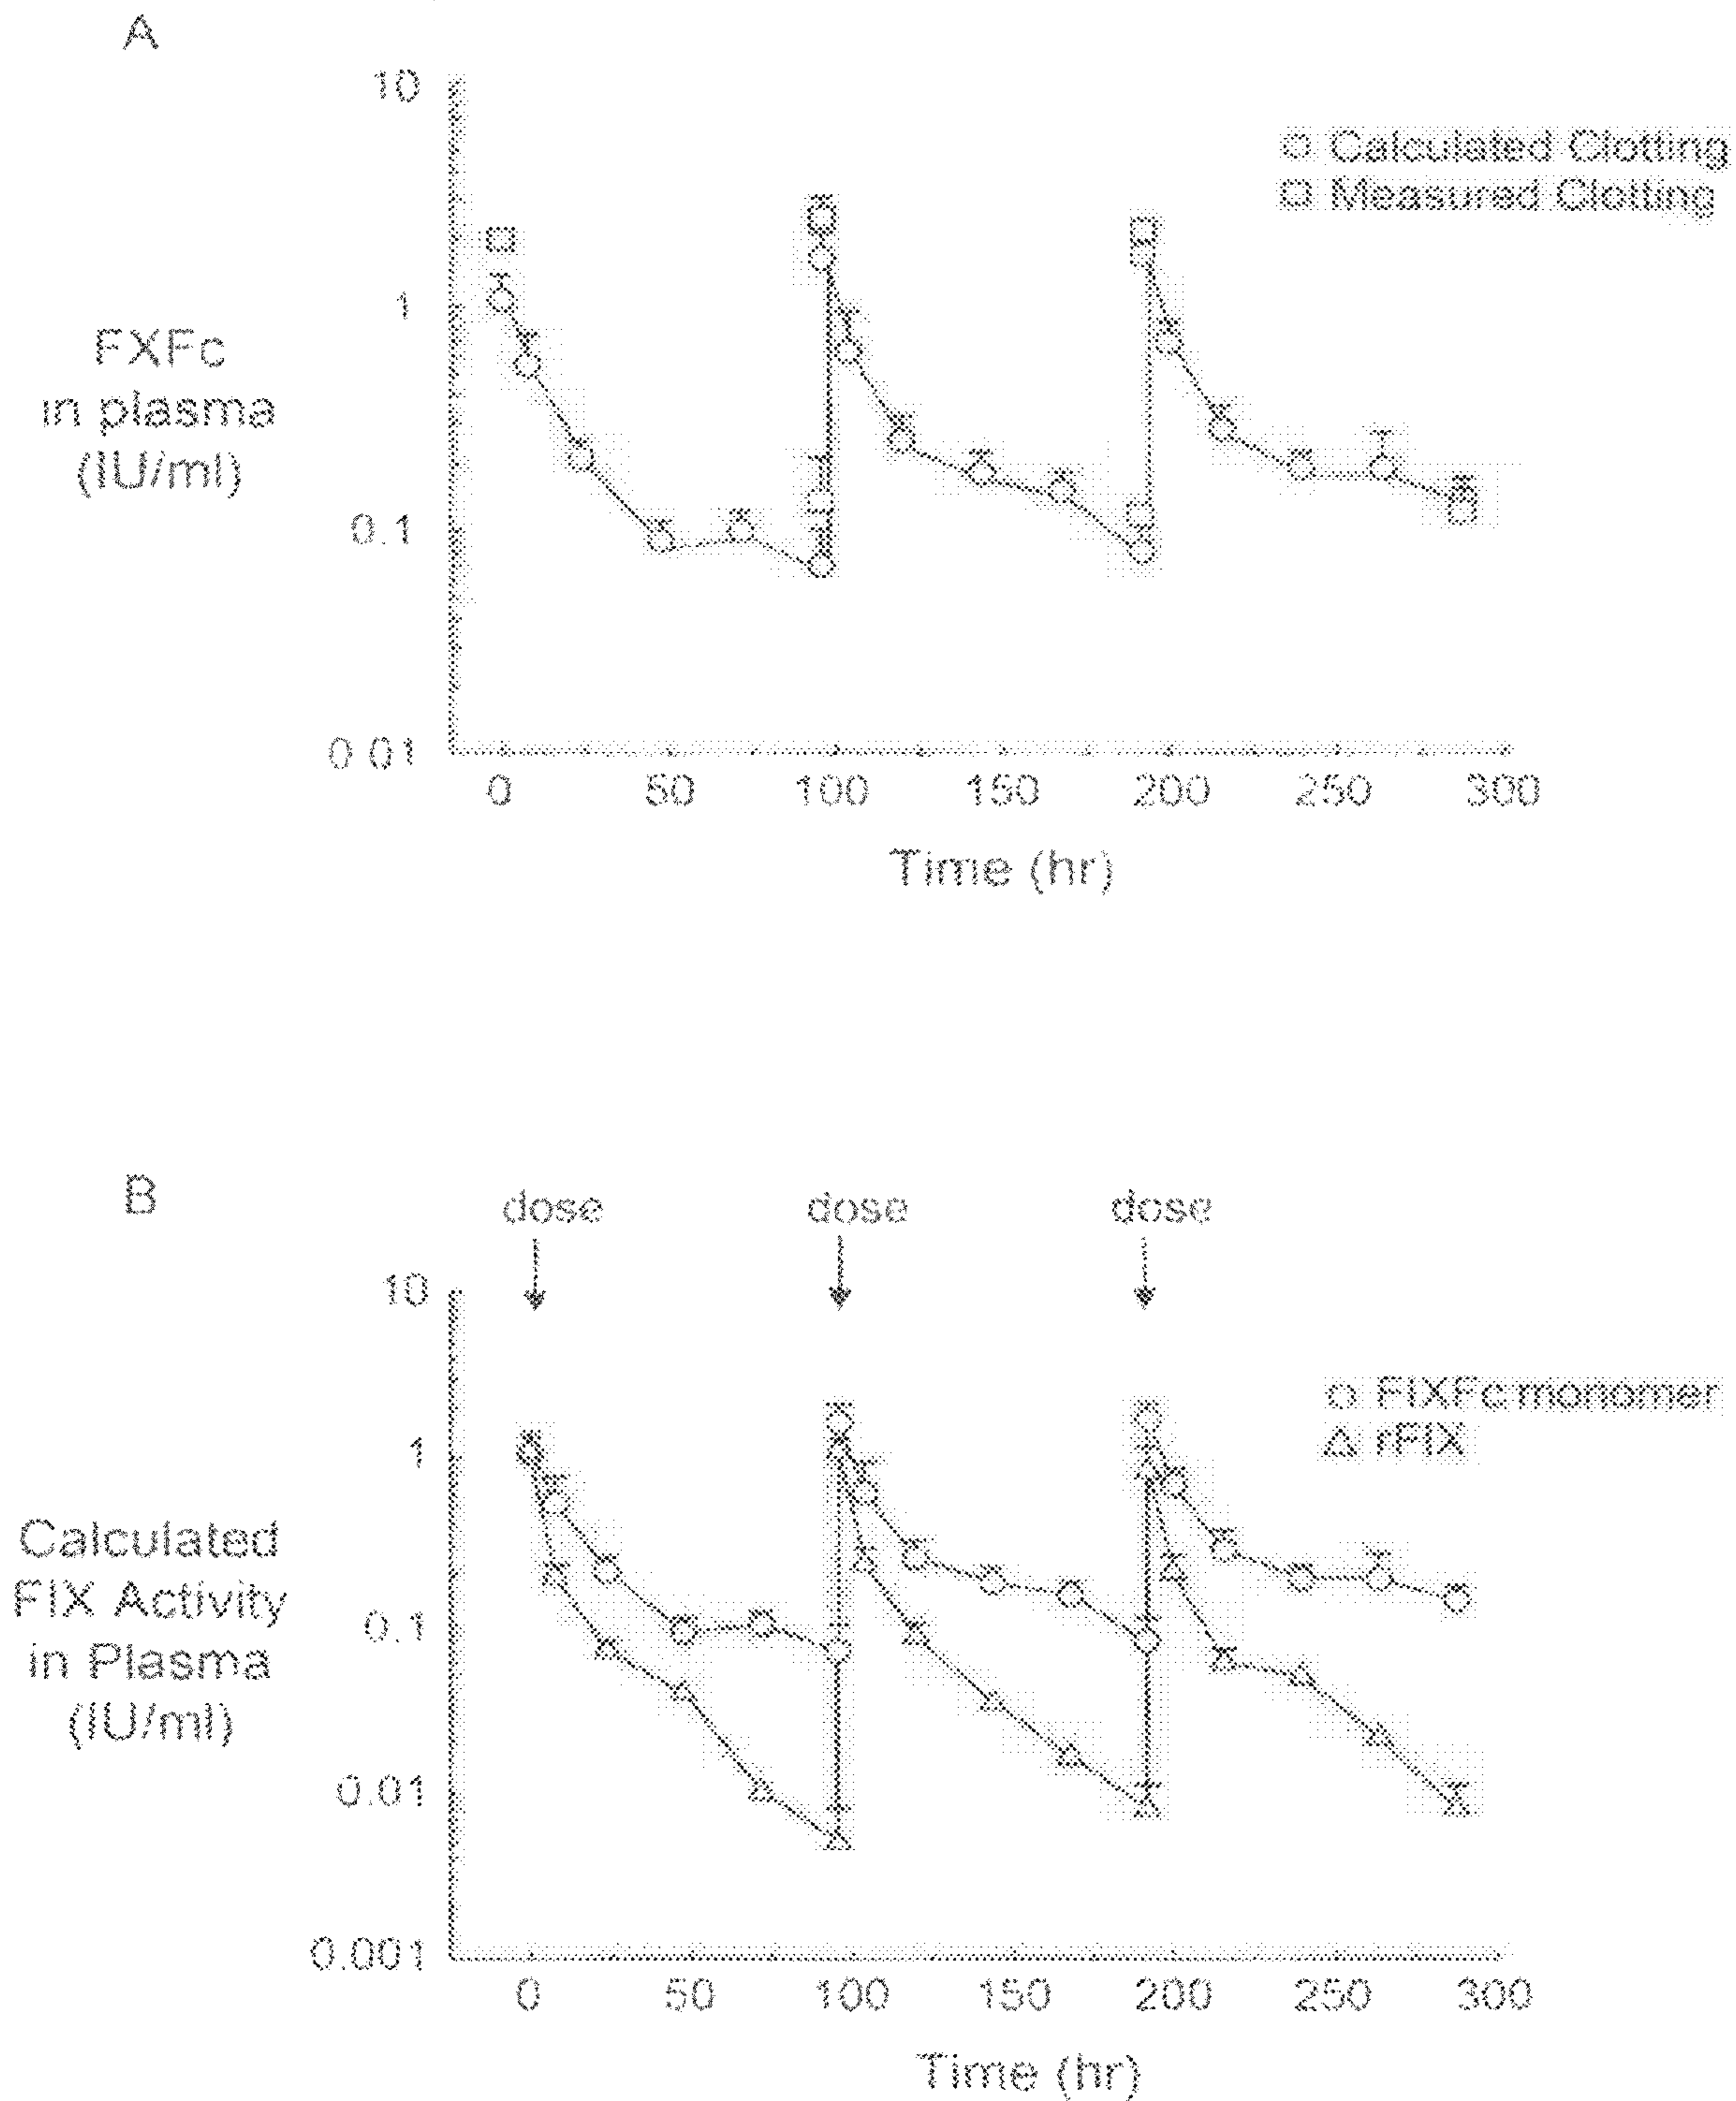 A
10
1
0.1
0 01
FXFc
in plasma
(IU/ml)
Calculated Clotting
Measured Clotting
0 50 100 150 200 250 300
Time (hr)
B
dose dose dose
10
1
0.1
0.01
0.001
Calculated
FIX Activity
in Plasma
(IU/ml)
FIXFc monomer
rFIX
0 50 100 150 200 250 300
Time (hr)